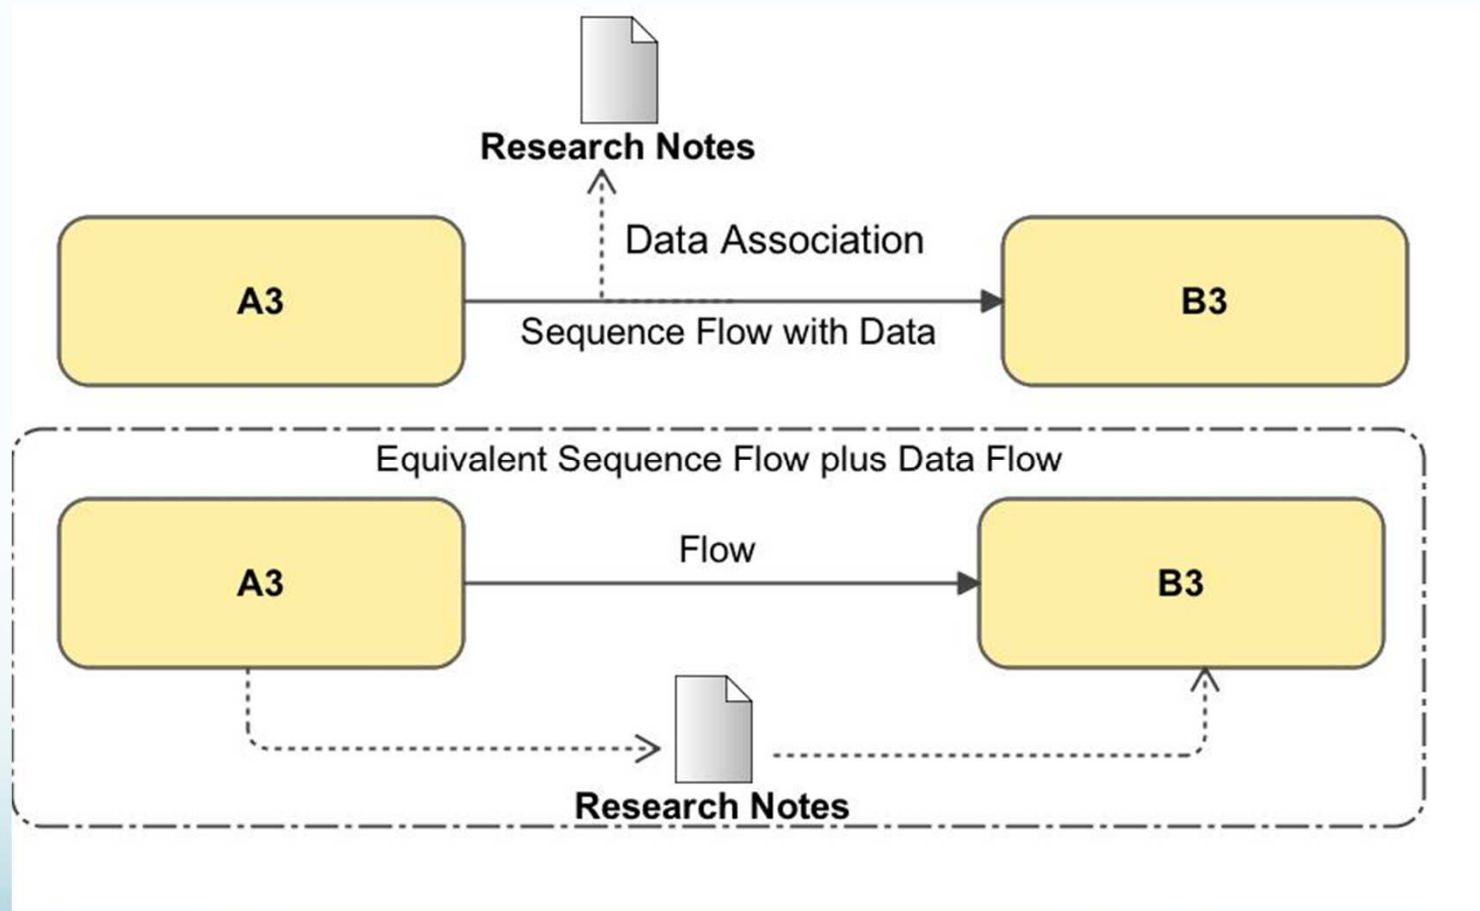 Research Notes
Data Association
A3
B3
Sequence Flow with Data
Equivalent Sequence Flow plus Data Flow
Flow
A3
B3
Research Notes